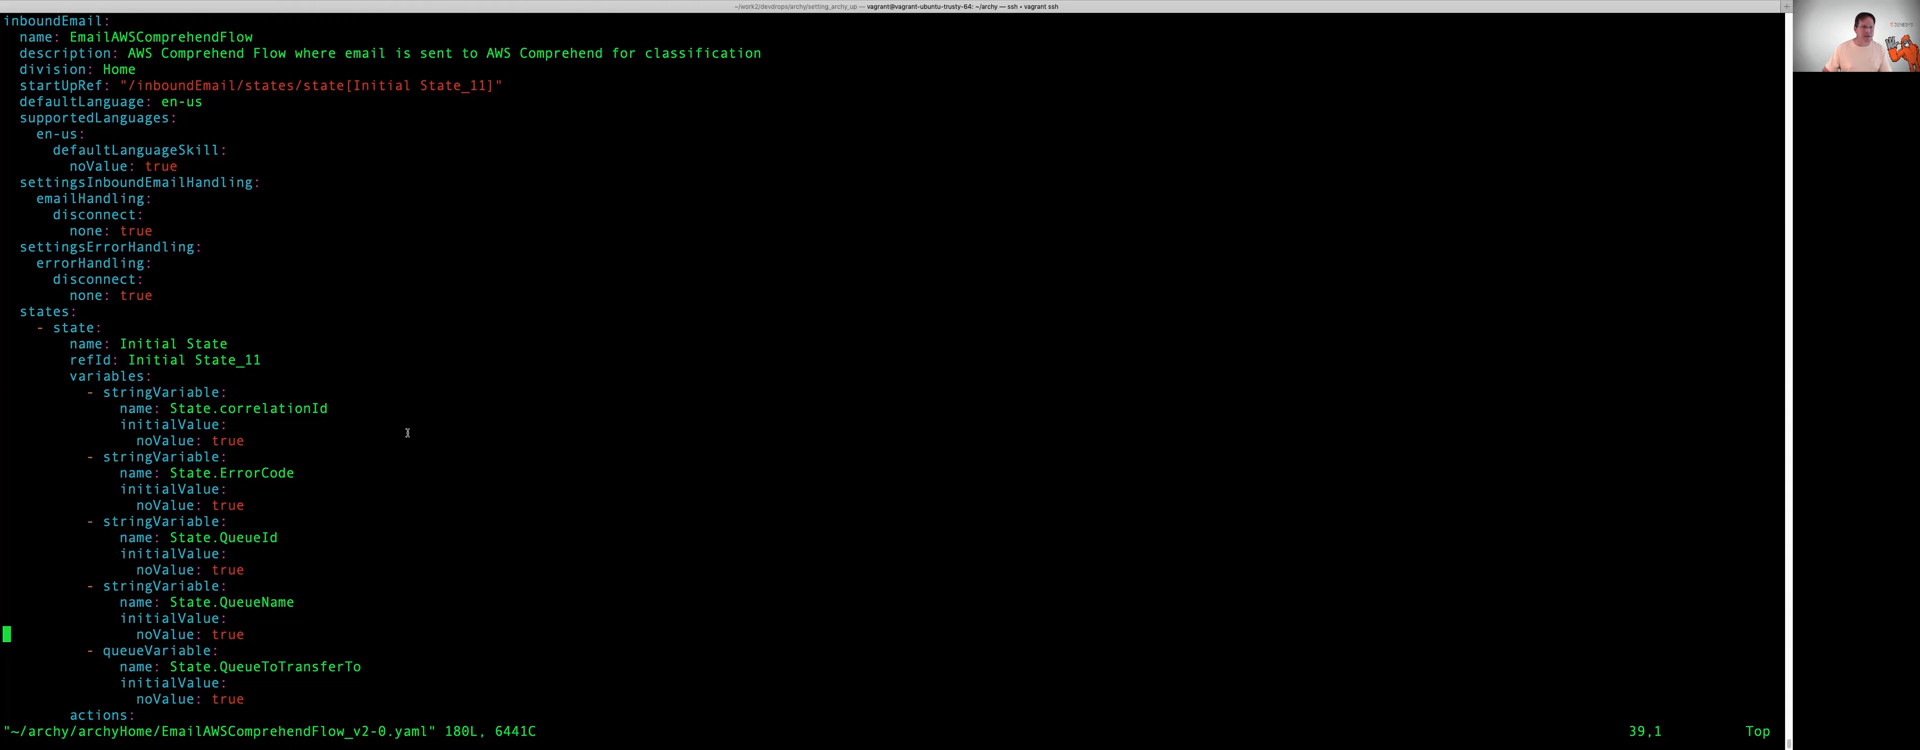 ~/work2/devdrops/archy/setting_archy_up — vagrant@vagrant-ubuntu-trusty-64: ~/archy — ssh • vagrant ssh
inboundEmail:
name: EmailAWSComprehendFlow
description: AWS Comprehend Flow where email is sent to AWS Comprehend for classification
division: Home
startUpRef: "/inboundEmail/states/state[Initial State_11]"
defaultLanguage: en-us
supportedLanguages:
en-us:
defaultLanguageSkill:
noValue: true
settingsInboundEmailHandling:
emailHandling:
disconnect:
none: true
settingsErrorHandling:
errorHandling:
disconnect:
none: true
states:
- state:
name: Initial State
refId: Initial State_11
variables:
- stringVariable:
name: State.correlationId
initialValue:
noValue: true
- stringVariable:
name: State.ErrorCode
initialValue:
noValue: true
- stringVariable:
name: State.QueueId
initialValue:
noValue: true
- stringVariable:
name: State.QueueName
initialValue:
noValue: true
- queueVariable:
name: State.QueueToTransferTo
initialValue:
noValue: true
actions:
"~/archy/archyHome/EmailAWSComprehendFlow_v2-0.yaml" 180L, 6441C 39,1 Top